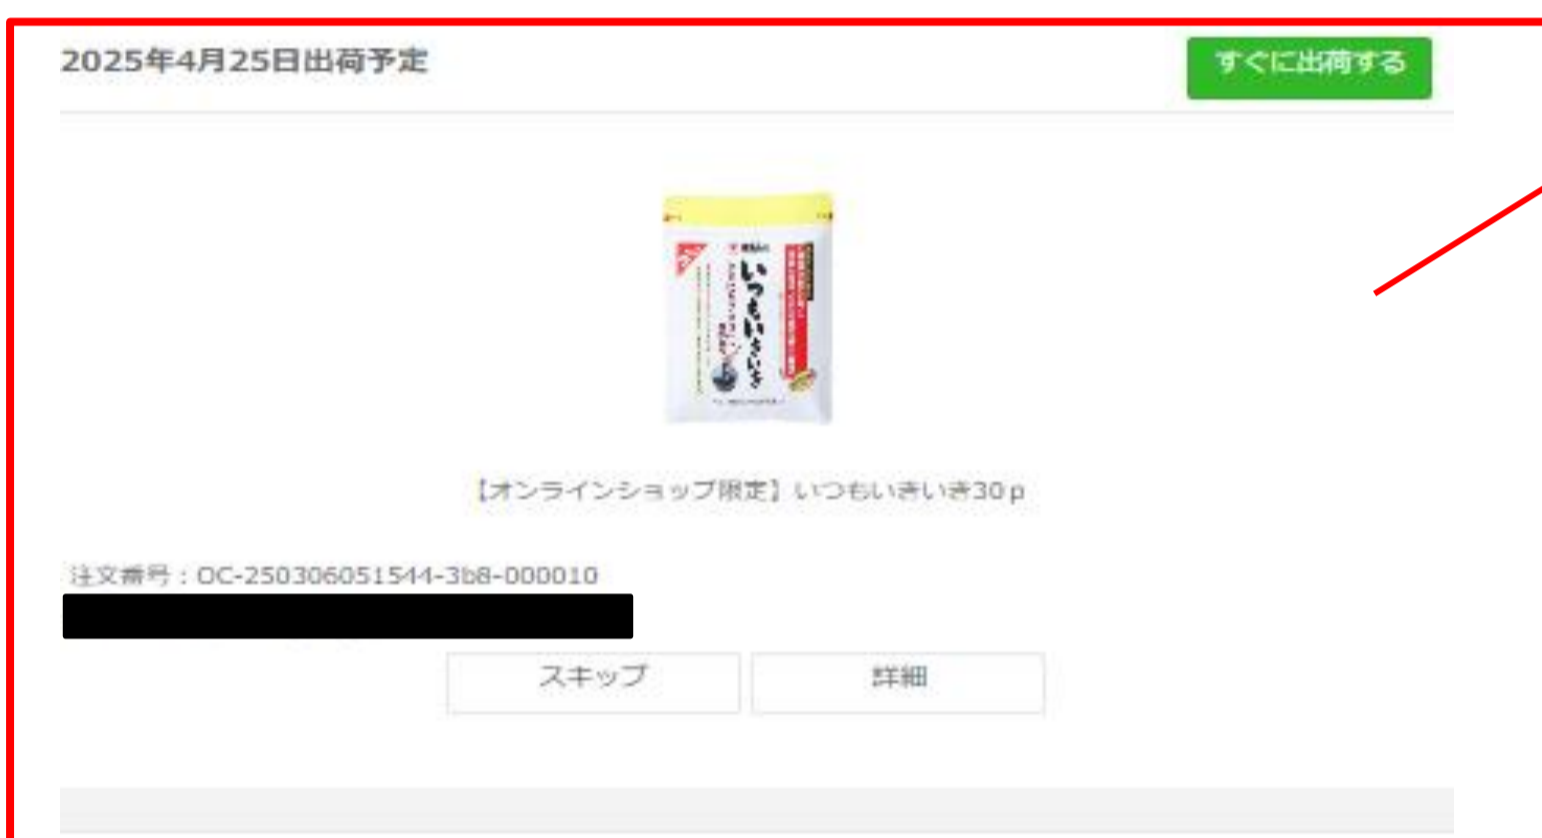 2025年4月25日出荷予定
すぐに出荷する
いつもいきいき
【オンラインショップ限定】いつもいきいき30p
注文番号：OC-250306051544-3b8-000010
スキップ
詳細